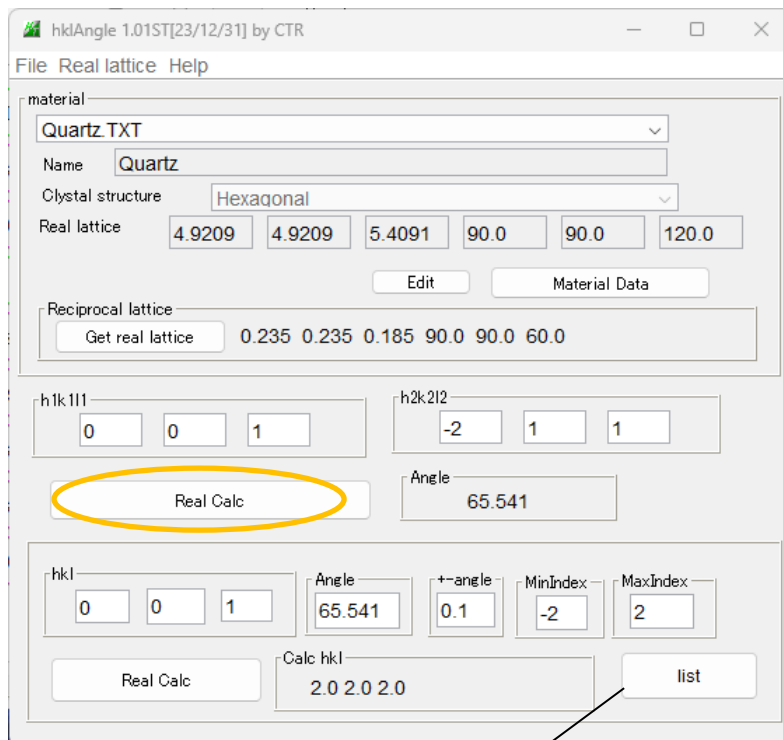 hklAngle 1.01ST[23/12/31] by CTR
File Real lattice Help
material
Quartz.TXT
Name Quartz
Clystal structure Hexagonal
Real lattice 4.9209 4.9209 5.4091 90.0 90.0 120.0
Edit Material Data
Reciprocal lattice
Get real lattice 0.235 0.235 0.185 90.0 90.0 60.0
h1k1l1 h2k2l2
0 0 1 -2 1 1
Real Calc Angle 65.541
hkl Angle +-angle MinIndex MaxIndex
0 0 1 65.541 0.1 -2 2
Real Calc Calc hkl 2.0 2.0 2.0 list